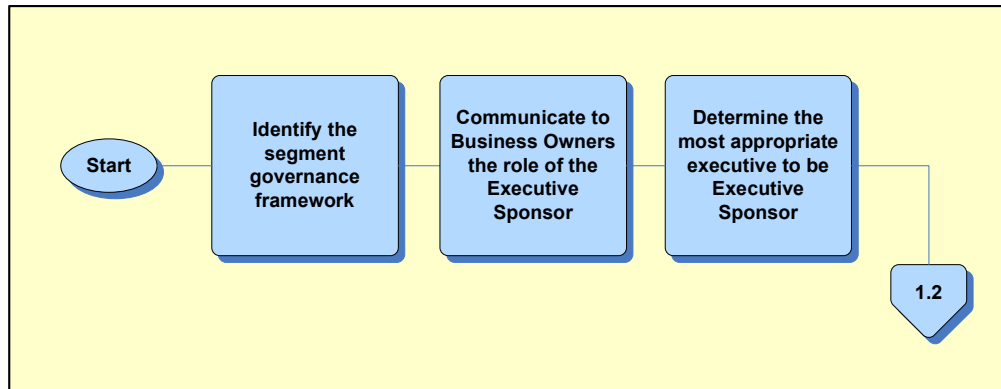 Start
Identify the
segment
governance
framework
Communicate to
Business Owners
the role of the
Executive
Sponsor
Determine the
most appropriate
executive to be
Executive
Sponsor
1.2